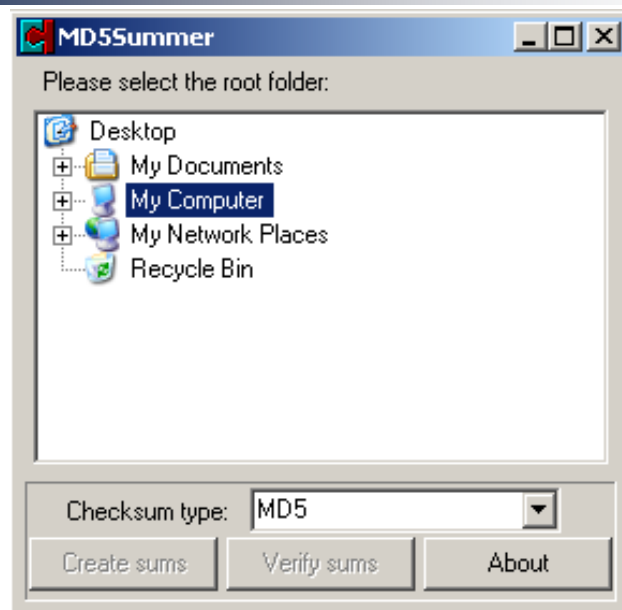 MD5Summer
Please select the root folder:
Desktop
My Documents
My Computer
My Network Places
Recycle Bin
Checksum type: MD5
Create sums Verify sums About